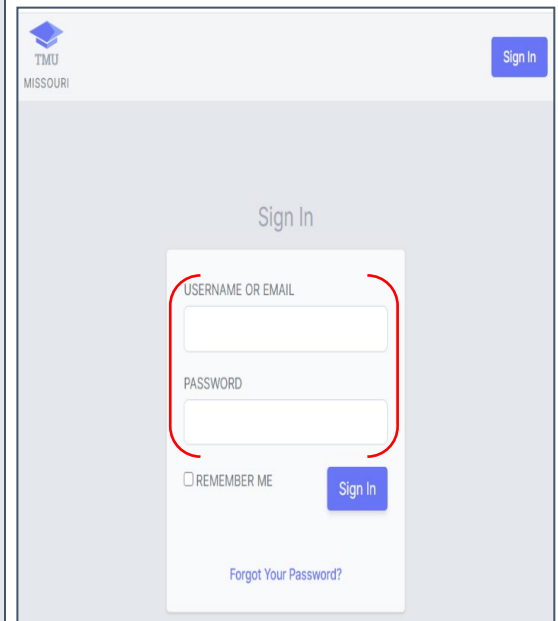 TMU
MISSOURI
Sign In
Sign In
USERNAME OR EMAIL
PASSWORD
REMEMBER ME
Sign In
Forgot Your Password?